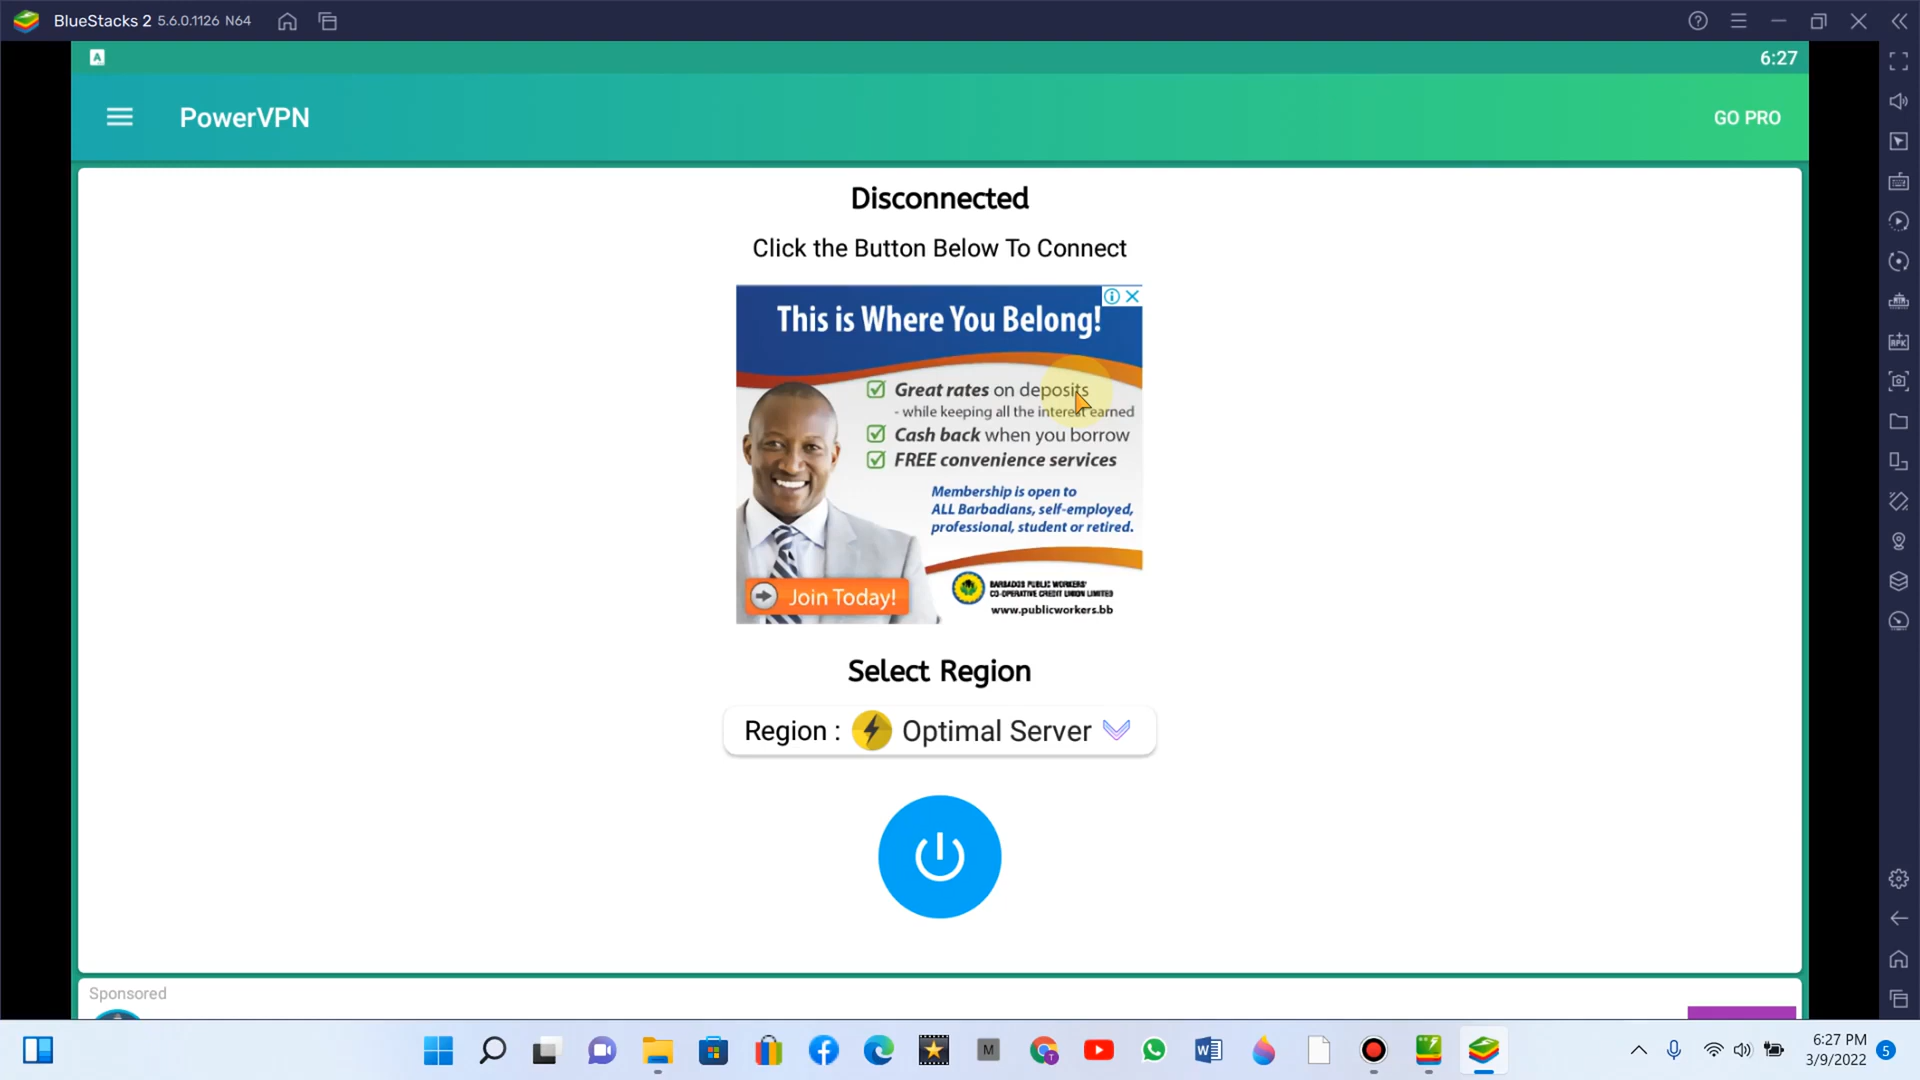 BlueStacks 2 5.6.0.1126 N64
A
6:27
PowerVPN
GO PRO
Disconnected
Click the Button Below To Connect
This is Where You Belong!
Great rates on deposits
- while keeping all the interest earned
Cash back when you borrow
FREE convenience services
Membership is open to
ALL Barbadians, self-employed,
professional, student or retired.
Join Today!
BARBADOS PUBLIC WORKERS'
CO-OPERATIVE CREDIT UNION LIMITED
www.publicworkers.bb
Select Region
Region : Optimal Server
Sponsored
M
6:27 PM
3/9/2022
5